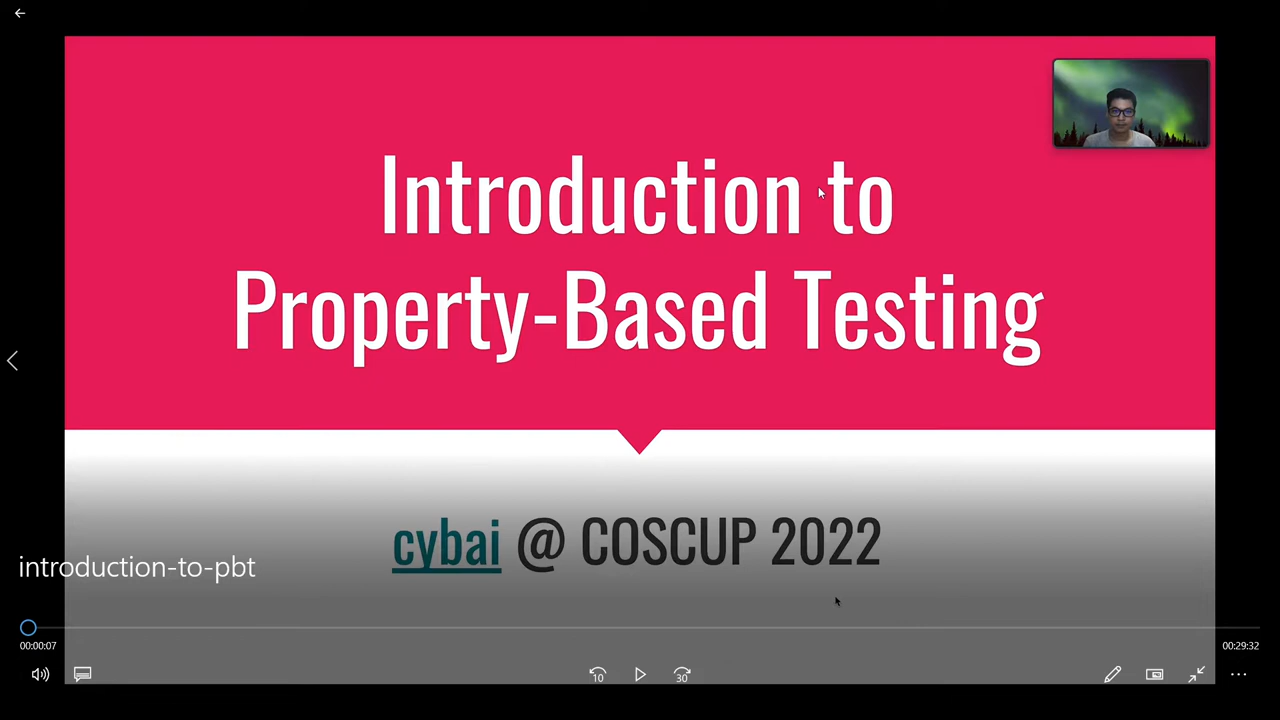 Introduction to
Property-Based Testing
cybai @ COSCUP 2022
introduction-to-pbt
00:00:07
00:29:32
10
30